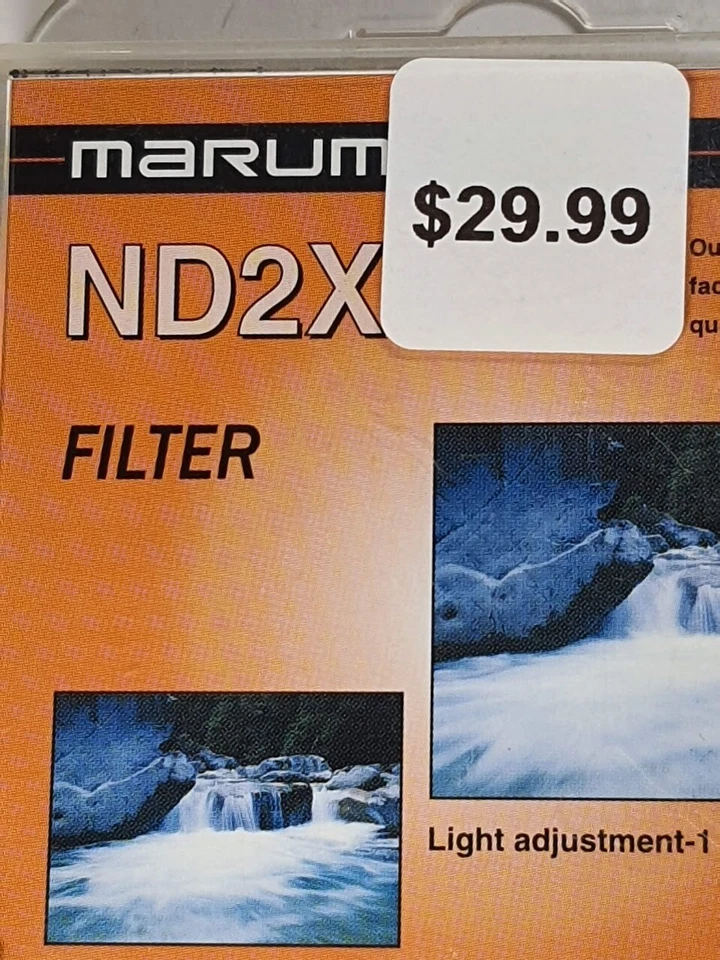 marum
$29.99
ND2X
Ou
fac
qu
FILTER
Light adjustment-1